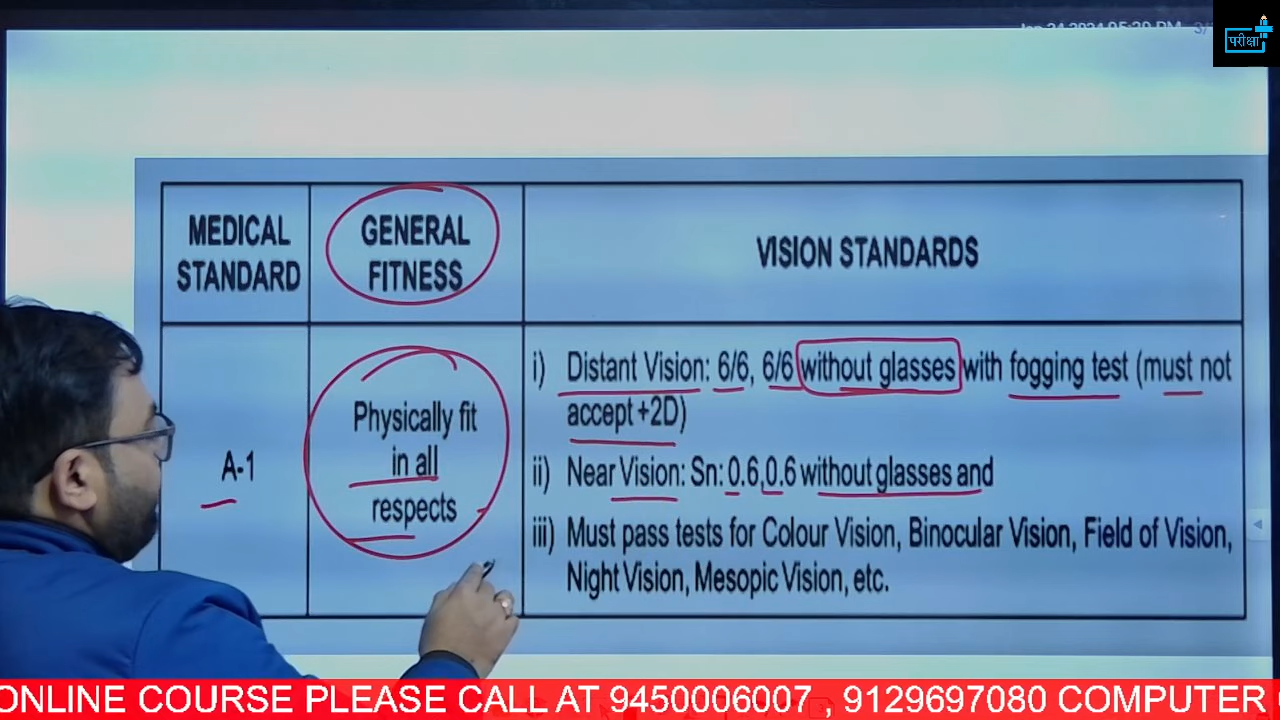 05:29 PM
परीक्षा
MEDICAL
STANDARD
GENERAL
FITNESS
VISION STANDARDS
A-1
Physically fit
in all
respects
i) Distant Vision: 6/6, 6/6 without glasses with fogging test (must not
accept +2D)
ii) Near Vision: Sn: 0.6,0.6 without glasses and
iii) Must pass tests for Colour Vision, Binocular Vision, Field of Vision,
Night Vision, Mesopic Vision, etc.
ONLINE COURSE PLEASE CALL AT 9450006007 , 9129697080 COMPUTER